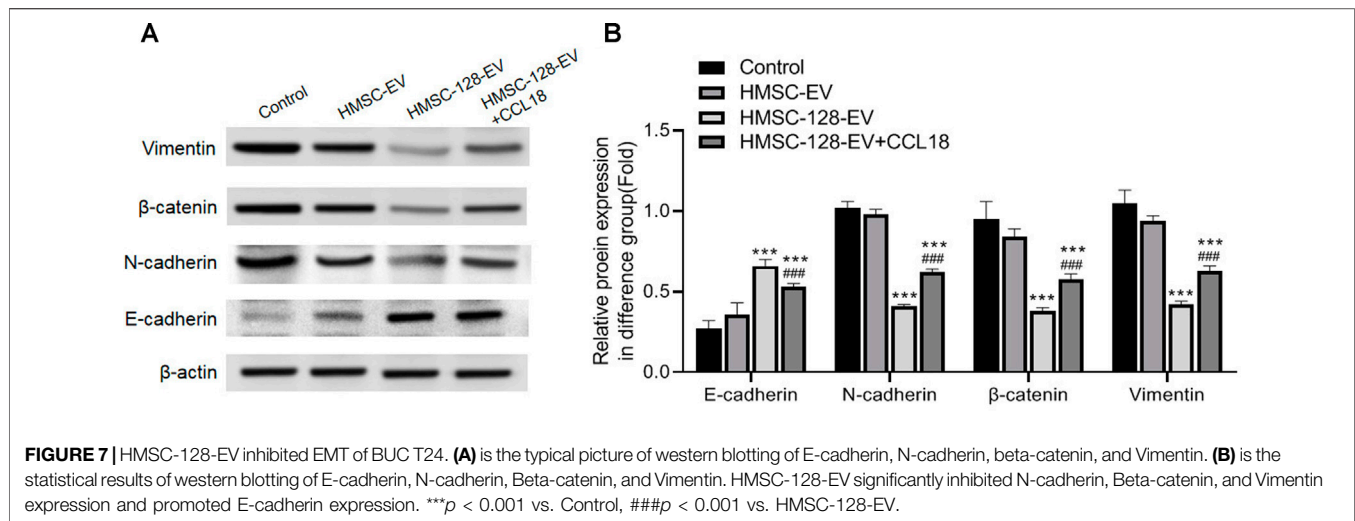 A
Control
HMSC-EV
HMSC-128-EV
HMSC-128-EV
+CCL18
Vimentin
β-catenin
N-cadherin
E-cadherin
β-actin
B
Control
HMSC-EV
HMSC-128-EV
HMSC-128-EV+CCL18
Relative proein expression
in difference group(Fold)
1.5
1.0
0.5
0.0
***
***
###
***
***
###
***
***
###
***
***
###
E-cadherin
N-cadherin
β-catenin
Vimentin
FIGURE 7 | HMSC-128-EV inhibited EMT of BUC T24. (A) is the typical picture of western blotting of E-cadherin, N-cadherin, beta-catenin, and Vimentin. (B) is the
statistical results of western blotting of E-cadherin, N-cadherin, Beta-catenin, and Vimentin. HMSC-128-EV significantly inhibited N-cadherin, Beta-catenin, and Vimentin
expression and promoted E-cadherin expression. ***p < 0.001 vs. Control, ###p < 0.001 vs. HMSC-128-EV.